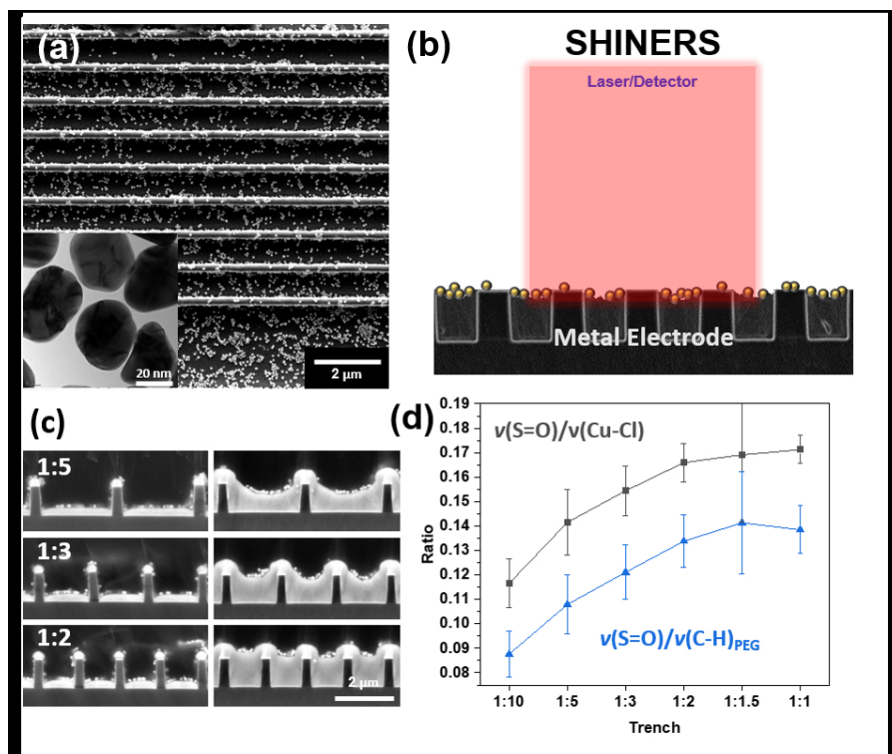 (a)
20 nm
2 μm
(b)
SHINERS
Laser/Detector
Metal Electrode
(c)
1:5
1:3
1:2
2 μm
(d)
ν(S=O)/ν(Cu-Cl)
ν(S=O)/ν(C-H)PEG
Ratio
0.19
0.18
0.17
0.16
0.15
0.14
0.13
0.12
0.11
0.10
0.09
0.08
1:10 1:5 1:3 1:2 1:1.5 1:1
Trench